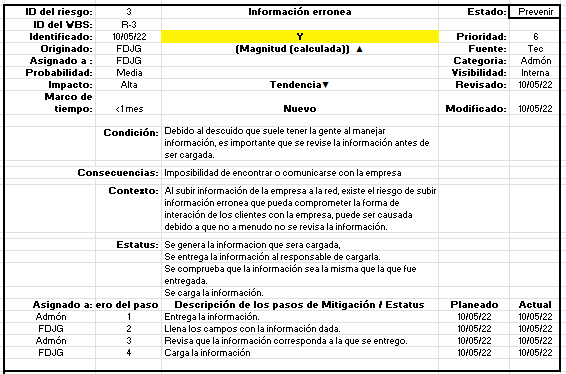 ID del riesgo: 3 Información erronea Estado: Prevenir
ID del WBS: R-3
Identificado: 10/05/22 Y Prioridad: 6
Originado: FDJG (Magnitud (calculada)) ▲ Fuente: Tec
Asignado a : FDJG Categoria: Admón
Probabilidad: Media Visibilidad: Interna
Impacto: Alta Tendencia▼ Revisado: 10/05/22
Marco de
tiempo: <1 mes Nuevo Modificado: 10/05/22
Condición: Debido al descuido que suele tener la gente al manejar
información, es importante que se revise la información antes de
ser cargada.
Consecuencias: Imposibilidad de encontrar o comunicarse con la empresa
Contexto: Al subir información de la empresa a la red, existe el riesgo de subir
información erronea que pueda comprometer la forma de
interación de los clientes con la empresa, puede ser causada
debido a que no a menudo no se revisa la información.
Estatus: Se genera la informacion que sera cargada,
Se entrega la información al responsable de cargarla.
Se comprueba que la información sea la misma que la que fue
entregada.
Se carga la información.
Asignado a: ero del paso Descripción de los pasos de Mitigación / Estatus Planeado Actual
Admón 1 Entrega la información. 10/05/22 10/05/22
FDJG 2 Llena los campos con la información dada. 10/05/22 10/05/22
Admón 3 Revisa que la información corresponda a la que se entrego. 10/05/22 10/05/22
FDJG 4 Carga la información 10/05/22 10/05/22